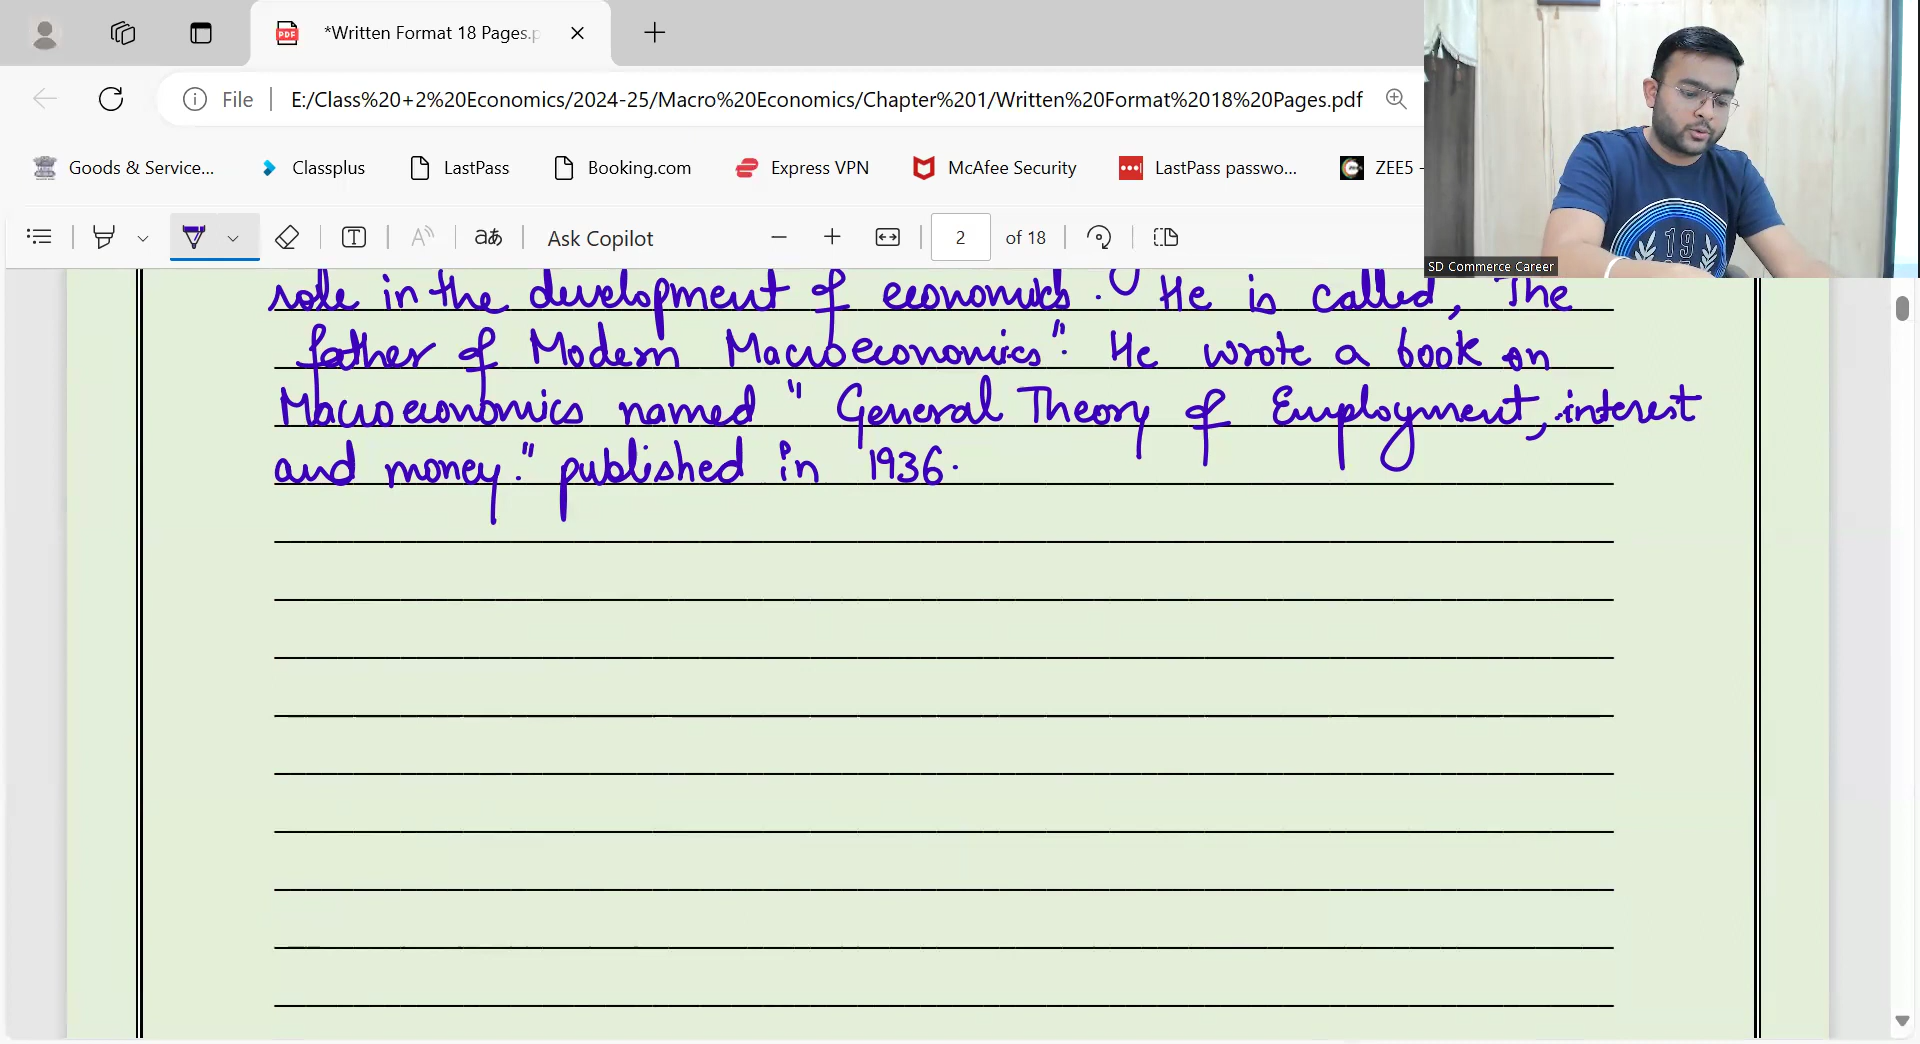 *Written Format 18 Pages.p
File
E:/Class%20+2%20Economics/2024-25/Macro%20Economics/Chapter%201/Written%20Format%2018%20Pages.pdf
Goods & Service... Classplus LastPass Booking.com Express VPN McAfee Security LastPass passwo... ZEE5 -
Ask Copilot 2 of 18
19
SD Commerce Career
role in the development of economics. He is called, The
father of Modern Macroeconomics". He wrote a book on
Macroeconomics named " General Theory of Employment, interest
and money." published in 1936.